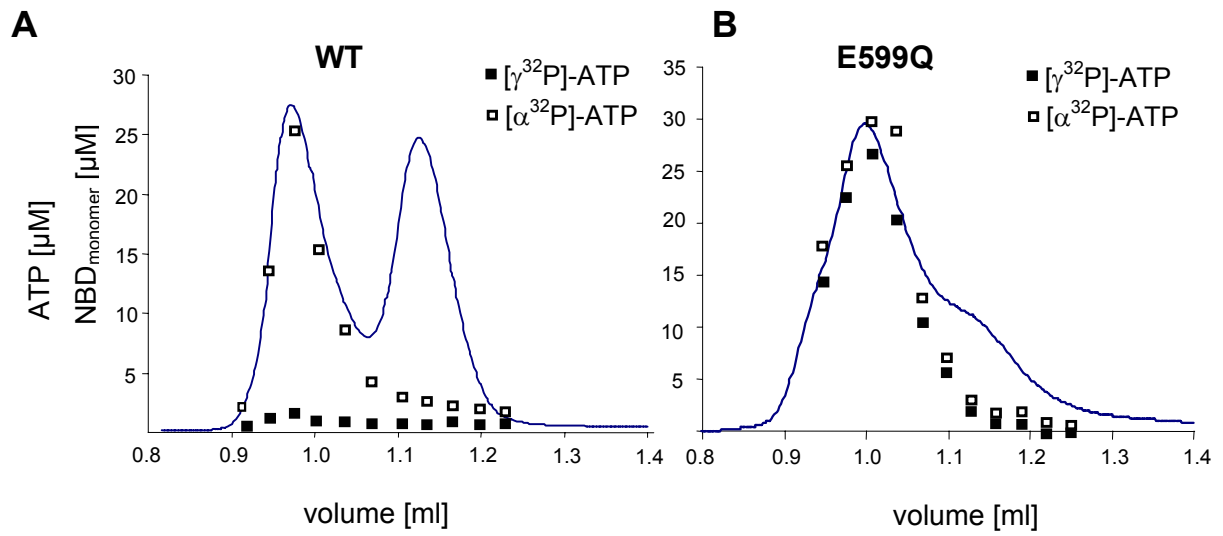 A
WT
[γ³²P]-ATP
[α³²P]-ATP
ATP [µM]
NBDmonomer [µM]
30
25
20
15
10
5
0.8 0.9 1.0 1.1 1.2 1.3 1.4
volume [ml]
B
E599Q
[γ³²P]-ATP
[α³²P]-ATP
35
30
25
20
15
10
5
0.8 0.9 1.0 1.1 1.2 1.3 1.4
volume [ml]